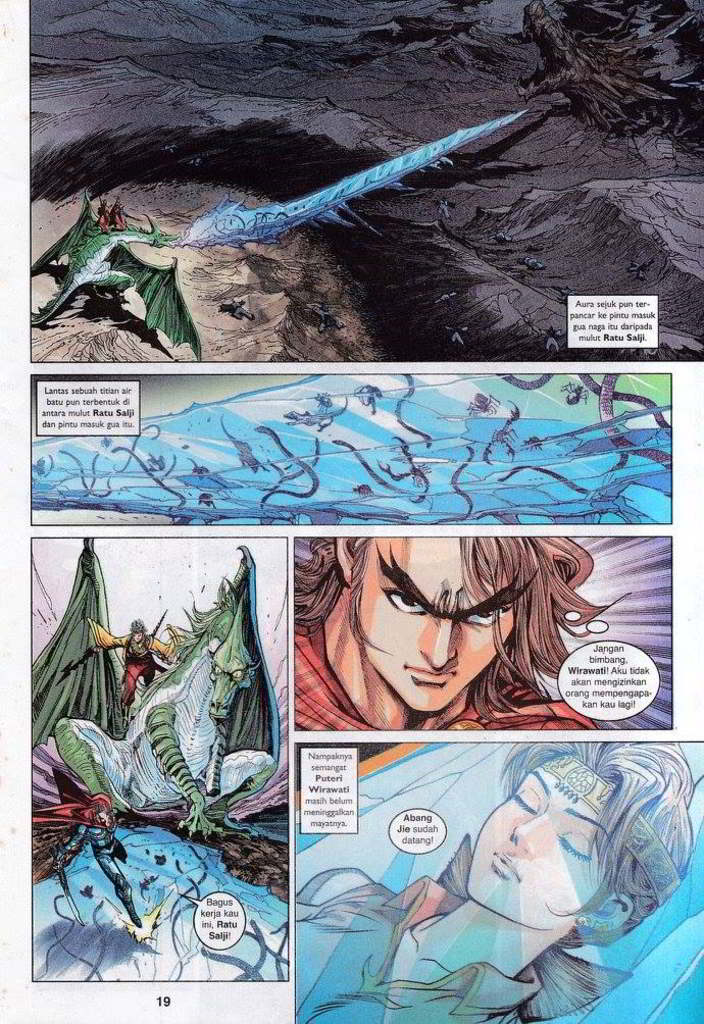 Aura sejuk pun ter-
pancar ke pintu masuk
gua naga itu daripada
mulut Ratu Salji.
Lantas sebuah titian air
batu pun terbentuk di
antara mulut Ratu Salji
dan pintu masuk gua itu.
Bagus
kerja kau
ini, Ratu
Salji!
Jangan
bimbang,
Wirawati! Aku tidak
akan mengizinkan
orang mempengapa-
kan kau lagi!
Nampaknya
semangat
Puteri
Wirawati
masih belum
meninggalkan
mayatnya.
Abang
Jie sudah
datang!
19